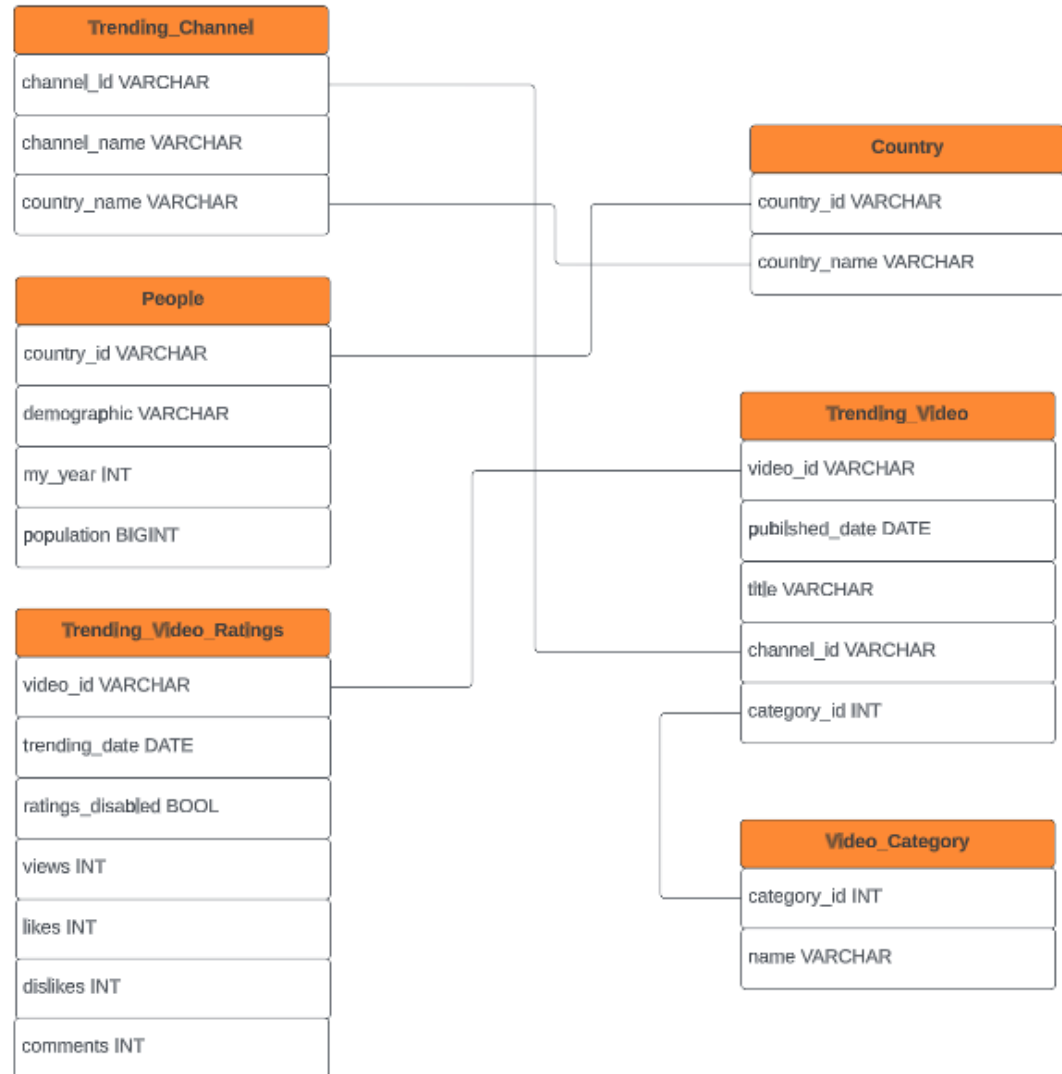 Trending_Channel
channel_id VARCHAR
channel_name VARCHAR
country_name VARCHAR
Country
country_id VARCHAR
country_name VARCHAR
People
country_id VARCHAR
demographic VARCHAR
my_year INT
population BIGINT
Trending_Video
video_id VARCHAR
published_date DATE
title VARCHAR
channel_id VARCHAR
category_id INT
Trending_Video_Ratings
video_id VARCHAR
trending_date DATE
ratings_disabled BOOL
views INT
likes INT
dislikes INT
comments INT
Video_Category
category_id INT
name VARCHAR